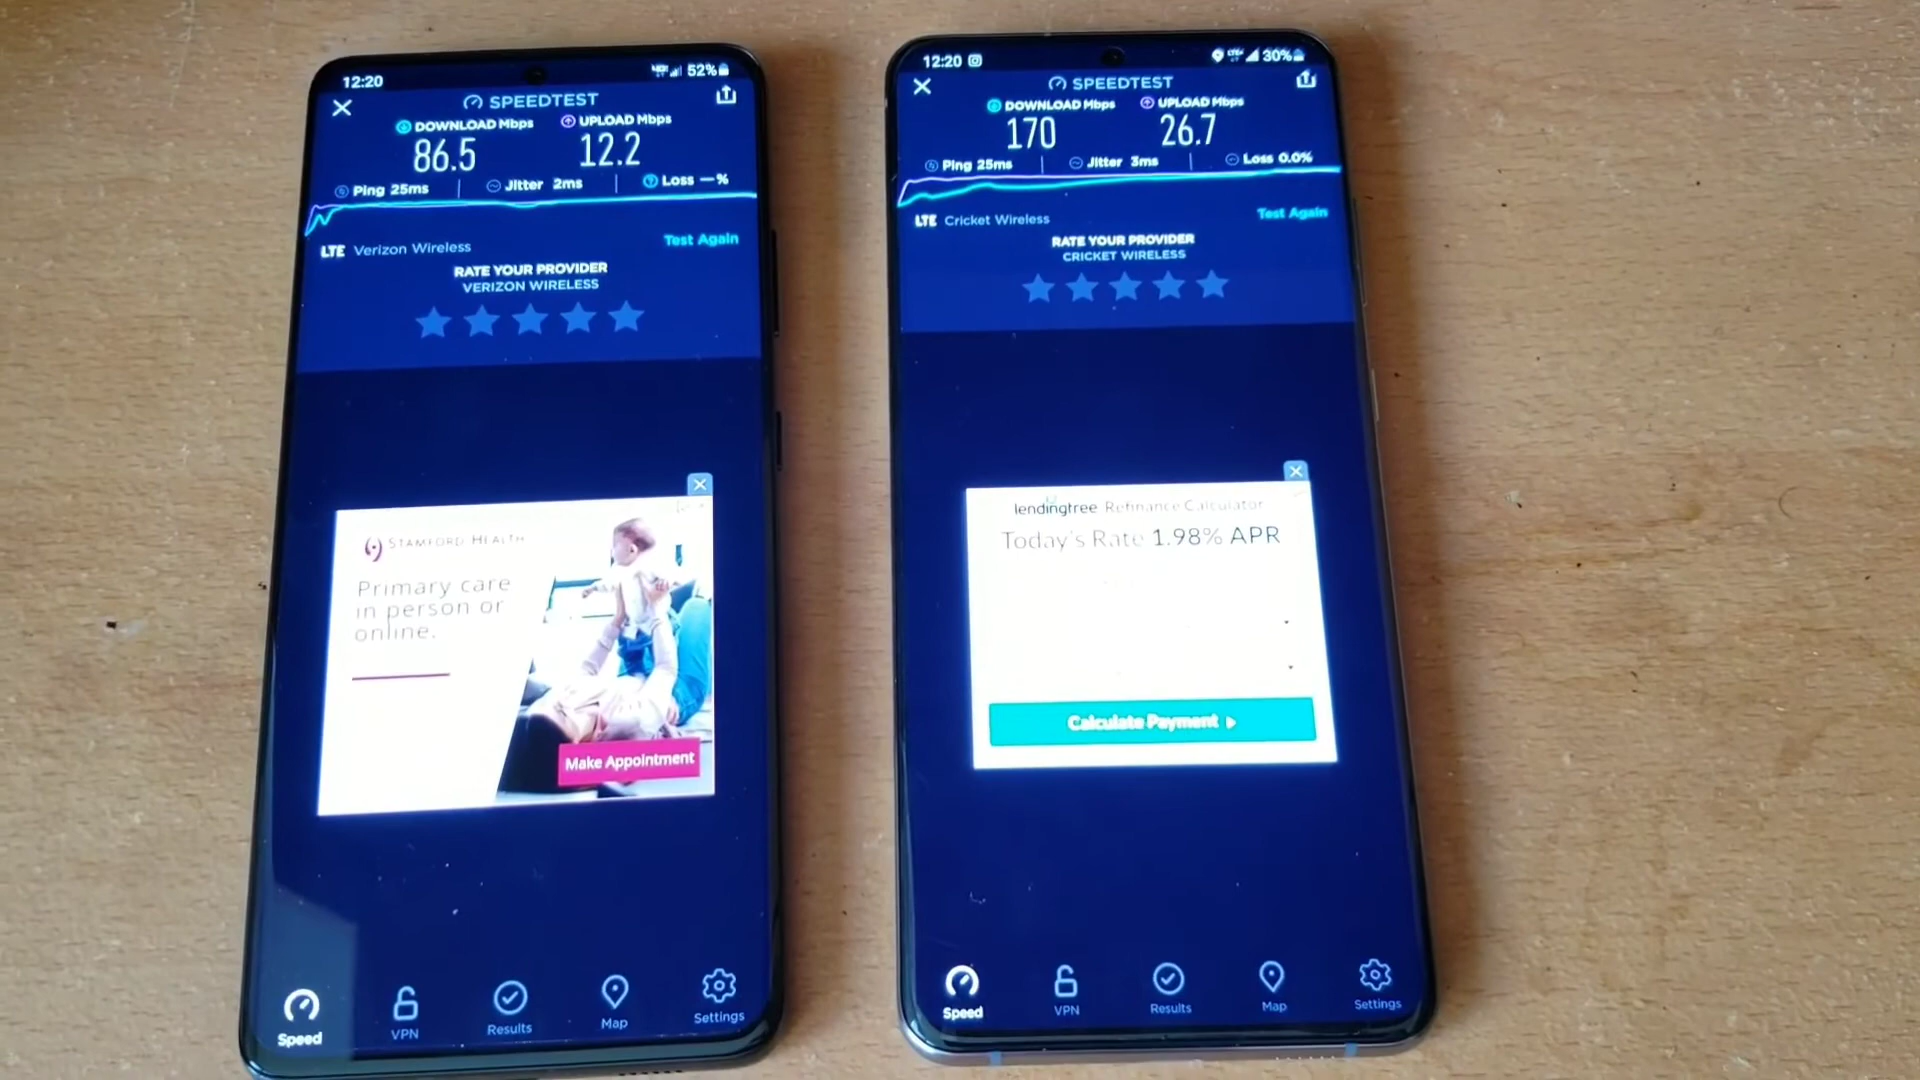 12:20
52%
SPEEDTEST
DOWNLOAD Mbps
UPLOAD Mbps
86.5
12.2
Ping 25ms
Jitter 2ms
Loss —%
LTE Verizon Wireless
Test Again
RATE YOUR PROVIDER
VERIZON WIRELESS
STAMFORD HEALTH
Primary care
in person or
online.
Make Appointment
Speed
VPN
Results
Map
Settings
12:20
LTE+
30%
SPEEDTEST
DOWNLOAD Mbps
UPLOAD Mbps
170
26.7
Ping 25ms
Jitter 3ms
Loss 0.0%
LTE Cricket Wireless
Test Again
RATE YOUR PROVIDER
CRICKET WIRELESS
lendingtree Refinance Calculator
Today's Rate 1.98% APR
Calculate Payment
Speed
VPN
Results
Map
Settings